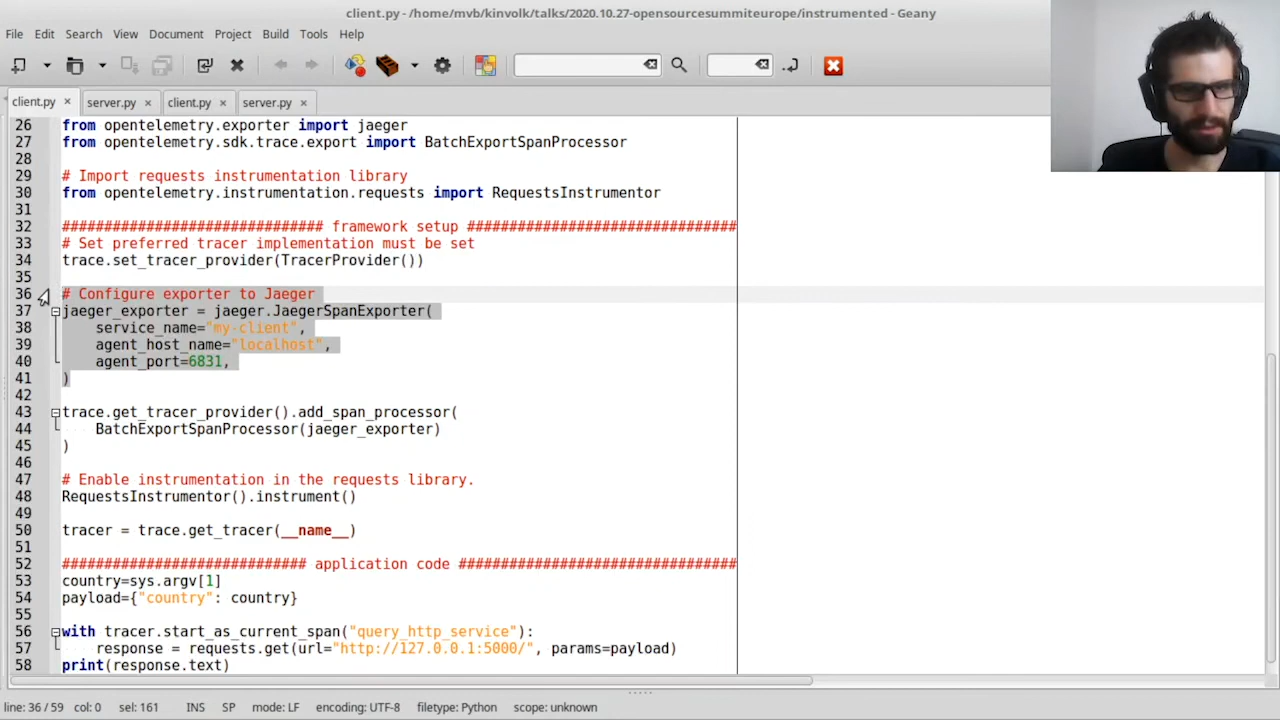 client.py - /home/mvb/kinvolk/talks/2020.10.27-opensourcesummiteurope/instrumented - Geany
File Edit Search View Document Project Build Tools Help
client.py server.py client.py server.py
26 from opentelemetry.exporter import jaeger
27 from opentelemetry.sdk.trace.export import BatchExportSpanProcessor
28
29 # Import requests instrumentation library
30 from opentelemetry.instrumentation.requests import RequestsInstrumentor
31
32 ############################### framework setup ################################
33 # Set preferred tracer implementation must be set
34 trace.set_tracer_provider(TracerProvider())
35
36 # Configure exporter to Jaeger
37 jaeger_exporter = jaeger.JaegerSpanExporter(
38 service_name="my-client",
39 agent_host_name="localhost",
40 agent_port=6831,
41 )
42
43 trace.get_tracer_provider().add_span_processor(
44 BatchExportSpanProcessor(jaeger_exporter)
45 )
46
47 # Enable instrumentation in the requests library.
48 RequestsInstrumentor().instrument()
49
50 tracer = trace.get_tracer(__name__)
51
52 ############################# application code #################################
53 country=sys.argv[1]
54 payload={"country": country}
55
56 with tracer.start_as_current_span("query_http_service"):
57 response = requests.get(url="http://127.0.0.1:5000/", params=payload)
58 print(response.text)
line: 36 / 59 col: 0 sel: 161 INS SP mode: LF encoding: UTF-8 filetype: Python scope: unknown